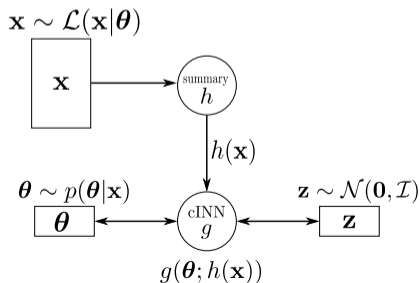 x ∼ ℒ(x|θ)
x
summary
h
h(x)
θ ∼ p(θ|x)
z ∼ 𝒩(0, ℐ)
θ
cINN
g
z
g(θ; h(x))